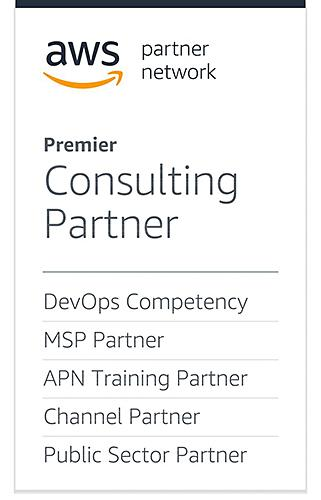 aws partner
network
Premier
Consulting
Partner
DevOps Competency
MSP Partner
APN Training Partner
Channel Partner
Public Sector Partner